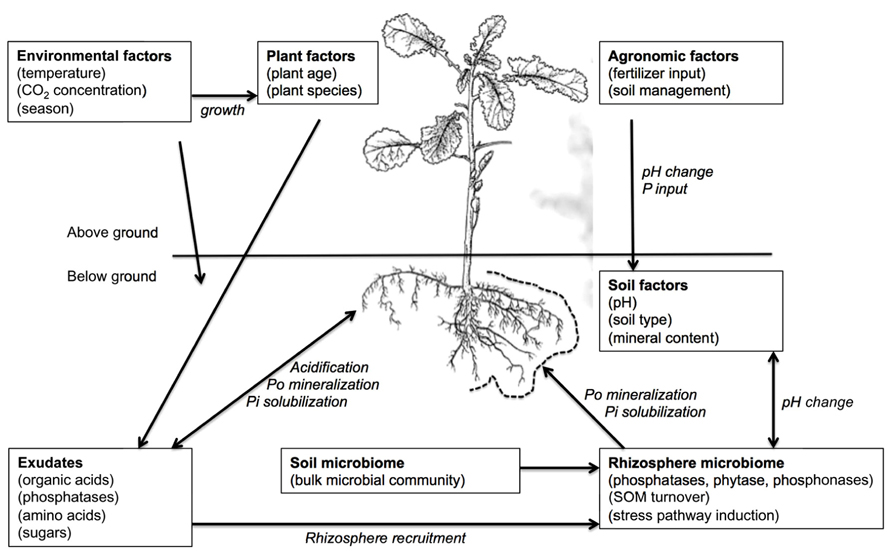 Environmental factors
(temperature)
(CO₂ concentration)
(season)
growth
Plant factors
(plant age)
(plant species)
Agronomic factors
(fertilizer input)
(soil management)
pH change
P input
Above ground
Below ground
Soil factors
(pH)
(soil type)
(mineral content)
Acidification
Po mineralization
Pi solubilization
Po mineralization
Pi solubilization
pH change
Exudates
(organic acids)
(phosphatases)
(amino acids)
(sugars)
Soil microbiome
(bulk microbial community)
Rhizosphere microbiome
(phosphatases, phytase, phosphonases)
(SOM turnover)
(stress pathway induction)
Rhizosphere recruitment